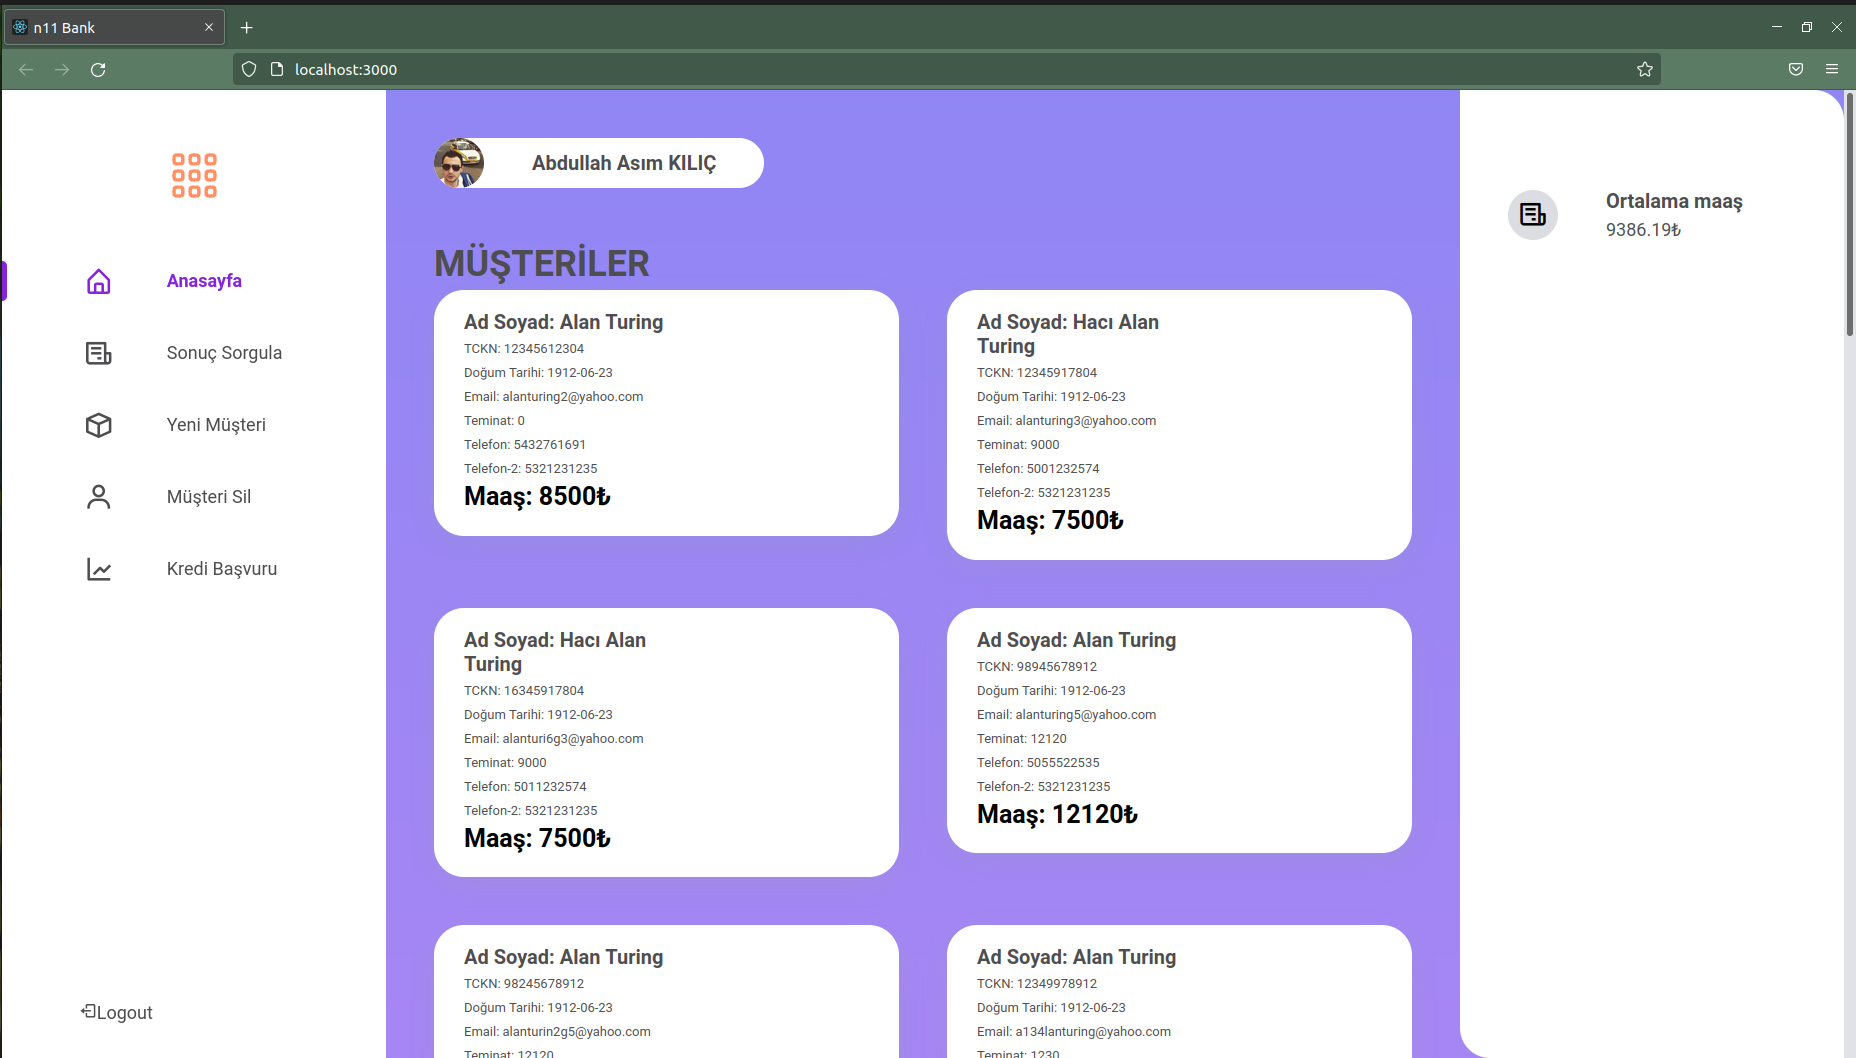 n11 Bank
localhost:3000
Anasayfa
Sonuç Sorgula
Yeni Müşteri
Müşteri Sil
Kredi Başvuru
Logout
Abdullah Asım KILIÇ
MÜŞTERİLER
Ad Soyad: Alan Turing
TCKN: 12345612304
Doğum Tarihi: 1912-06-23
Email: alanturing2@yahoo.com
Teminat: 0
Telefon: 5432761691
Telefon-2: 5321231235
Maaş: 8500₺
Ad Soyad: Hacı Alan
Turing
TCKN: 12345917804
Doğum Tarihi: 1912-06-23
Email: alanturing3@yahoo.com
Teminat: 9000
Telefon: 5001232574
Telefon-2: 5321231235
Maaş: 7500₺
Ad Soyad: Hacı Alan
Turing
TCKN: 16345917804
Doğum Tarihi: 1912-06-23
Email: alanturi6g3@yahoo.com
Teminat: 9000
Telefon: 5011232574
Telefon-2: 5321231235
Maaş: 7500₺
Ad Soyad: Alan Turing
TCKN: 98945678912
Doğum Tarihi: 1912-06-23
Email: alanturing5@yahoo.com
Teminat: 12120
Telefon: 5055522535
Telefon-2: 5321231235
Maaş: 12120₺
Ad Soyad: Alan Turing
TCKN: 98245678912
Doğum Tarihi: 1912-06-23
Email: alanturin2g5@yahoo.com
Teminat: 12120
Ad Soyad: Alan Turing
TCKN: 12349978912
Doğum Tarihi: 1912-06-23
Email: a134lanturing@yahoo.com
Teminat: 1230
Ortalama maaş
9386.19₺